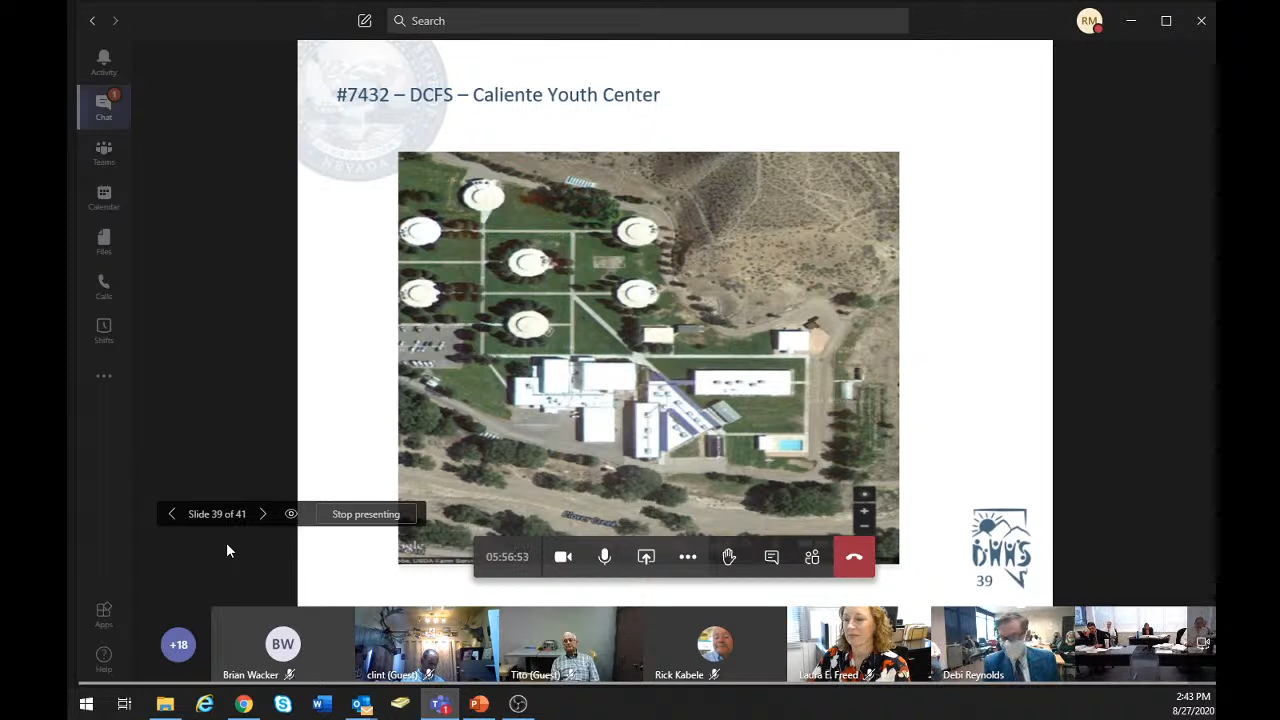 Search
RM
Activity
1
Chat
Teams
Calendar
Files
Calls
Shifts
Apps
Help
#7432 – DCFS – Caliente Youth Center
NEVADA
Slide 39 of 41
Stop presenting
05:56:53
DHHS
39
+18
BW
Brian Wacker
clint (Guest)
Tito (Guest)
Rick Kabele
Laura E. Freed
Debi Reynolds
2:43 PM
8/27/2020